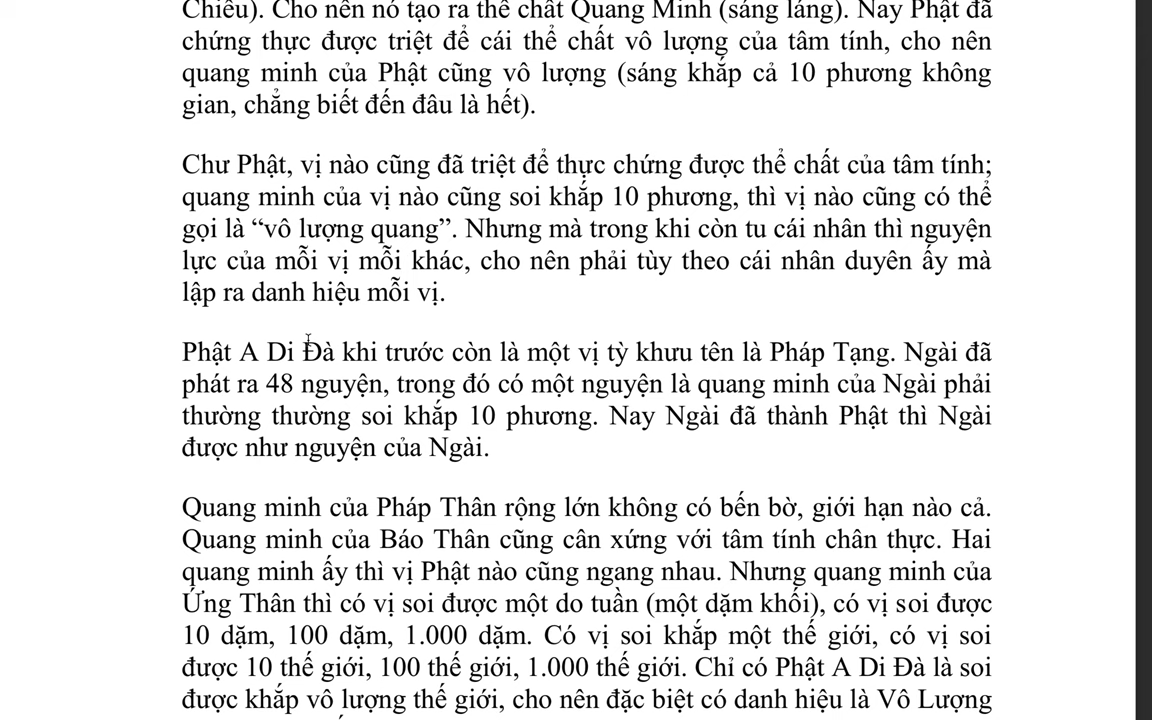 Chiếu). Cho nên nó tạo ra thể chất Quang Minh (sáng láng). Nay Phật đã
chứng thực được triệt để cái thể chất vô lượng của tâm tính, cho nên
quang minh của Phật cũng vô lượng (sáng khắp cả 10 phương không
gian, chẳng biết đến đâu là hết).
Chư Phật, vị nào cũng đã triệt để thực chứng được thể chất của tâm tính;
quang minh của vị nào cũng soi khắp 10 phương, thì vị nào cũng có thể
gọi là “vô lượng quang”. Nhưng mà trong khi còn tu cái nhân thì nguyện
lực của mỗi vị mỗi khác, cho nên phải tùy theo cái nhân duyên ấy mà
lập ra danh hiệu mỗi vị.
Phật A Di Đà khi trước còn là một vị tỳ khưu tên là Pháp Tạng. Ngài đã
phát ra 48 nguyện, trong đó có một nguyện là quang minh của Ngài phải
thường thường soi khắp 10 phương. Nay Ngài đã thành Phật thì Ngài
được như nguyện của Ngài.
Quang minh của Pháp Thân rộng lớn không có bến bờ, giới hạn nào cả.
Quang minh của Báo Thân cũng cân xứng với tâm tính chân thực. Hai
quang minh ấy thì vị Phật nào cũng ngang nhau. Nhưng quang minh của
Ứng Thân thì có vị soi được một do tuần (một dặm khối), có vị soi được
10 dặm, 100 dặm, 1.000 dặm. Có vị soi khắp một thế giới, có vị soi
được 10 thế giới, 100 thế giới, 1.000 thế giới. Chỉ có Phật A Di Đà là soi
được khắp vô lượng thế giới, cho nên đặc biệt có danh hiệu là Vô Lượng